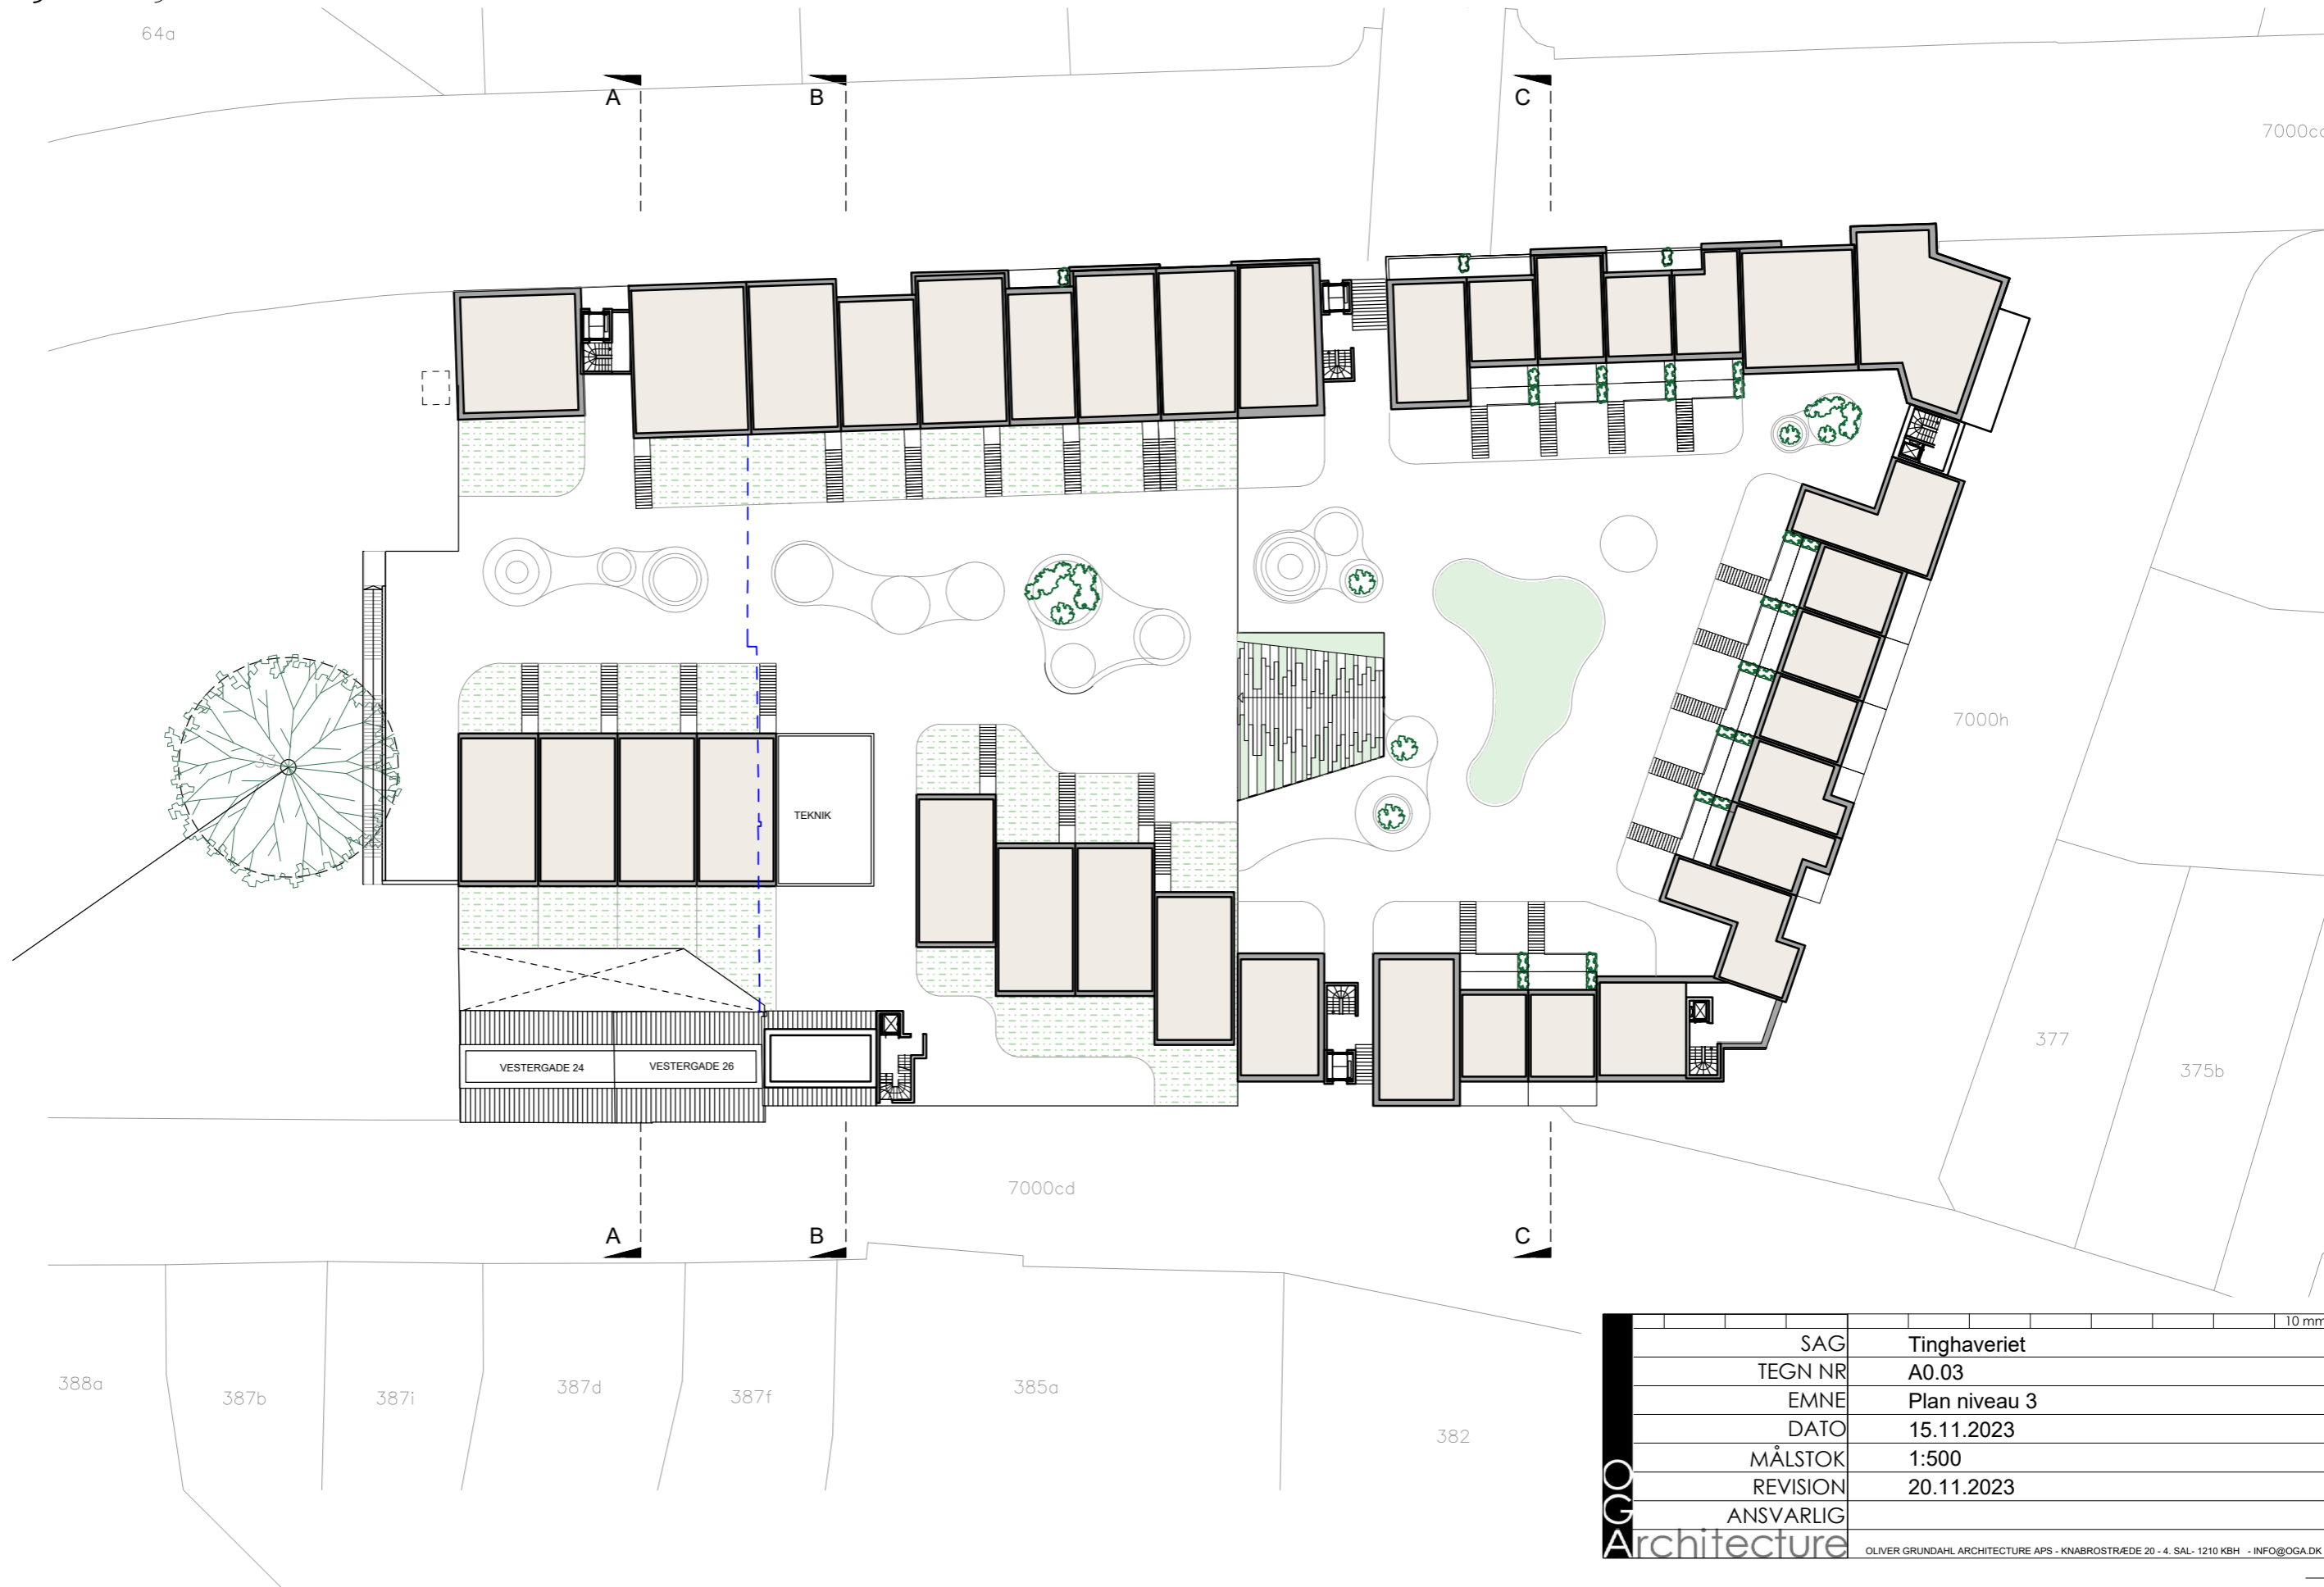 64a
A
B
C
7000cd
TEKNIK
7000h
VESTERGADE 24
VESTERGADE 26
377
375b
7000cd
A
B
C
388a
387b
387i
387d
387f
385a
382
10 mm
SAG Tinghaveriet
TEGN NR A0.03
EMNE Plan niveau 3
DATO 15.11.2023
MÅLSTOK 1:500
REVISION 20.11.2023
ANSVARLIG
OGArchitecture
OLIVER GRUNDAHL ARCHITECTURE APS - KNABROSTRÆDE 20 - 4. SAL- 1210 KBH - INFO@OGA.DK